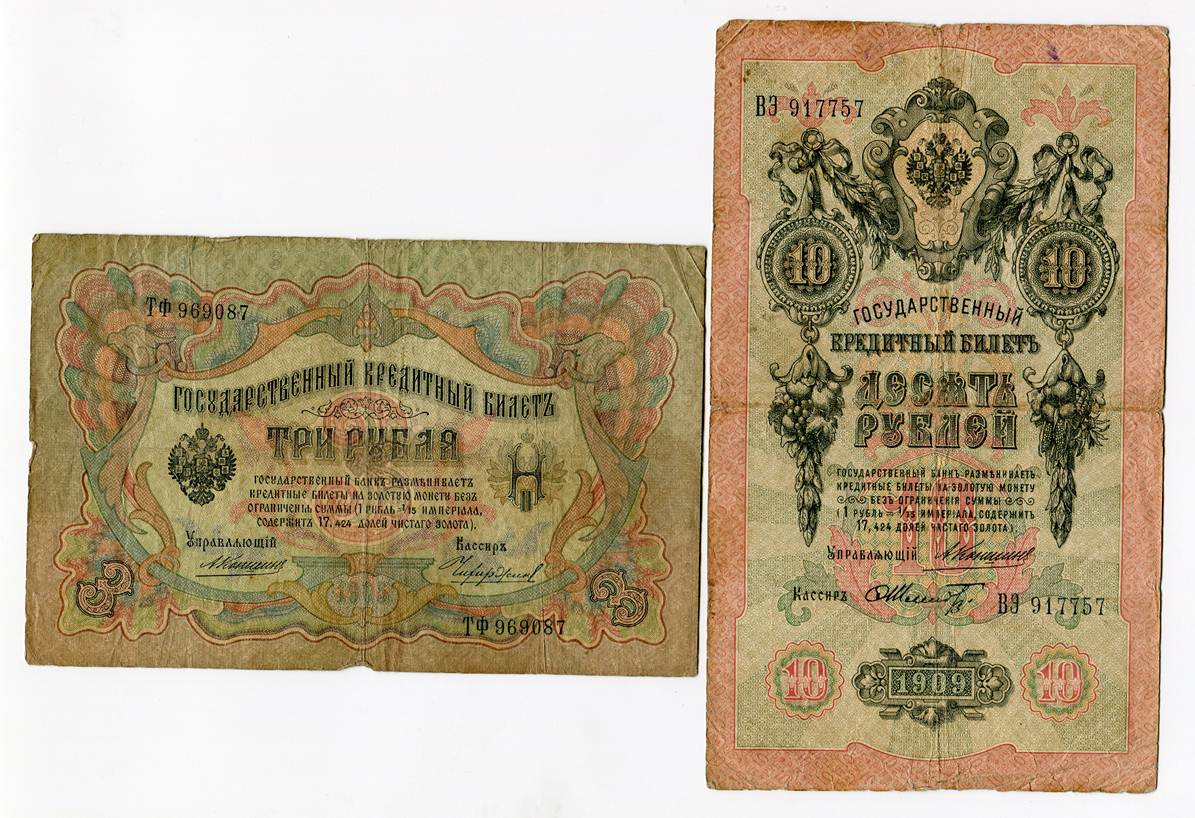 ТФ 969087
ГОСУДАРСТВЕННЫЙ КРЕДИТНЫЙ БИЛЕТЪ
ТРИ РУБЛЯ
ГОСУДАРСТВЕННЫЙ БАНКЪ РАЗМѢНИВАЕТЪ
КРЕДИТНЫЕ БИЛЕТЫ НА ЗОЛОТУЮ МОНЕТУ БЕЗЪ
ОГРАНИЧЕНІЯ СУММЫ (1 РУБЛЬ = 1/15 ИМПЕРІАЛА,
СОДЕРЖИТЪ 17,424 ДОЛЕЙ ЧИСТАГО ЗОЛОТА).
УПРАВЛЯЮЩІЙ
КАССИРЪ
3
3
3
ТФ 969087
ВЭ 917757
10
10
ГОСУДАРСТВЕННЫЙ
КРЕДИТНЫЙ БИЛЕТЪ
ДЕСЯТЬ
РУБЛЕЙ
ГОСУДАРСТВЕННЫЙ БАНКЪ РАЗМѢНИВАЕТЪ
КРЕДИТНЫЕ БИЛЕТЫ НА ЗОЛОТУЮ МОНЕТУ
БЕЗЪ ОГРАНИЧЕНІЯ СУММЫ
(1 РУБЛЬ = 1/15 ИМПЕРІАЛА, СОДЕРЖИТЪ
17,424 ДОЛЕЙ ЧИСТАГО ЗОЛОТА).
УПРАВЛЯЮЩІЙ
10
КАССИРЪ
ВЭ 917757
10
1909
10